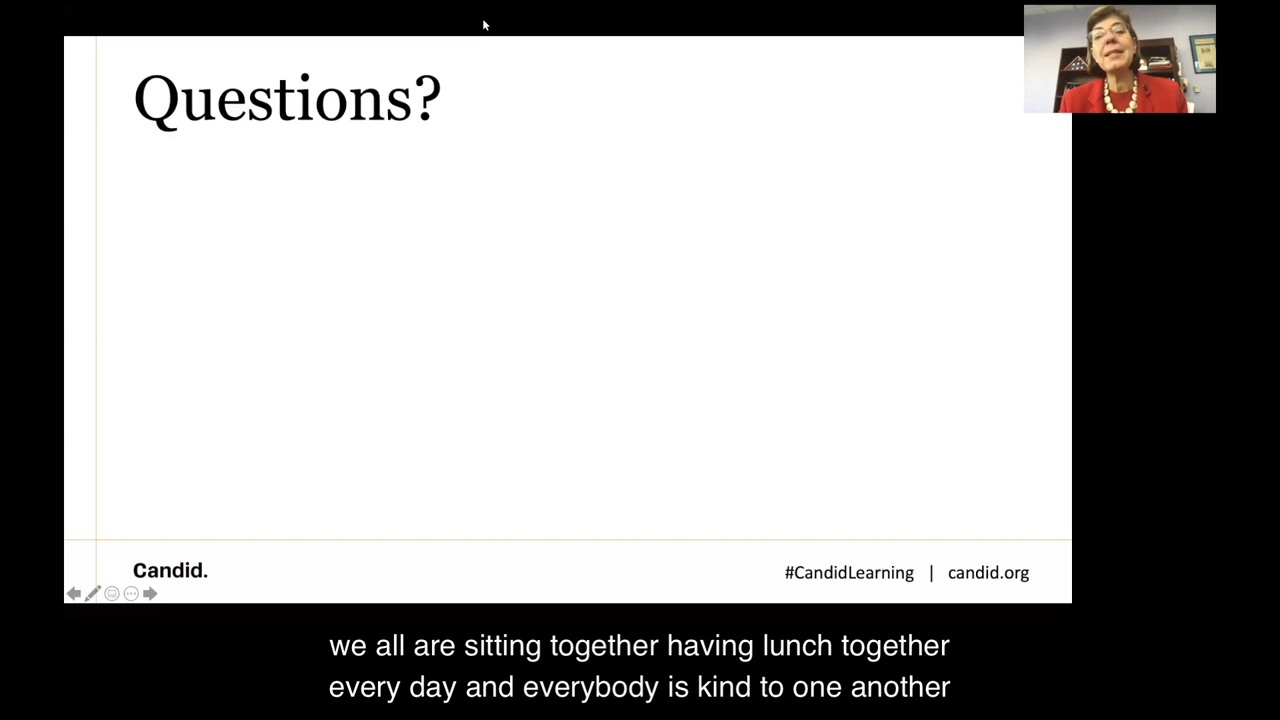 Questions?
Candid.
#CandidLearning | candid.org
we all are sitting together having lunch together
every day and everybody is kind to one another